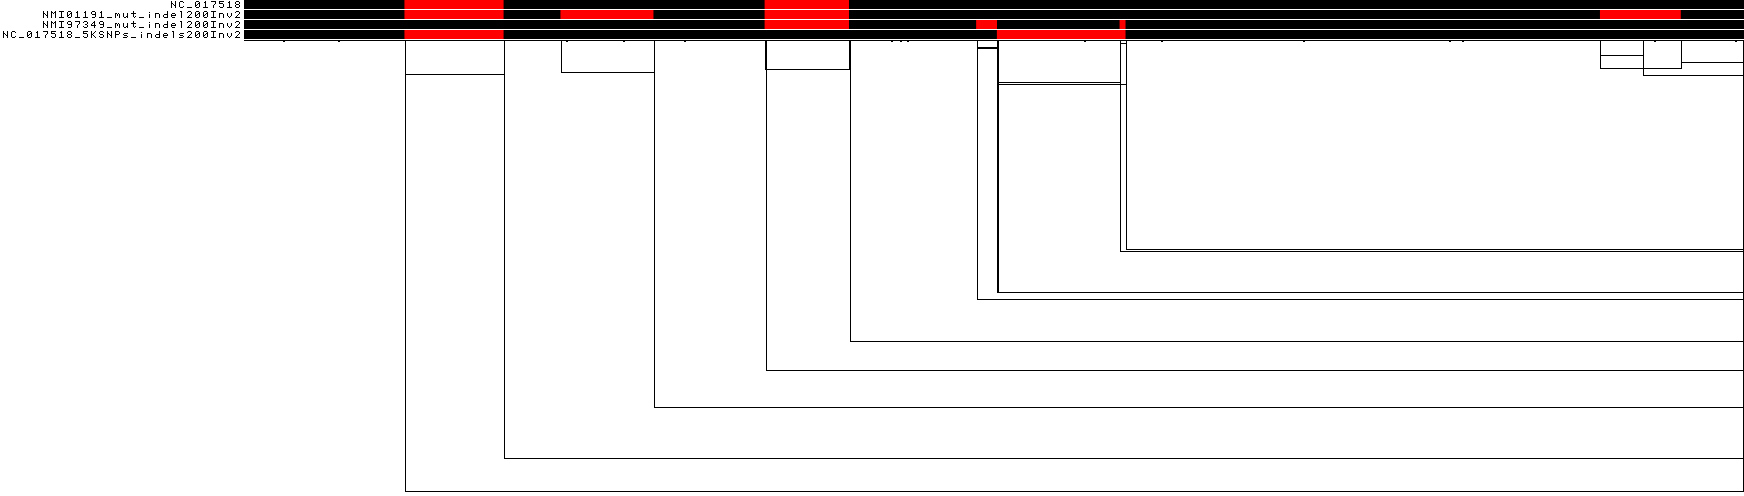 NC_017518
NMI01191_mut_indel200Inv2
NMI97349_mut_indel200Inv2
NC_017518_5KSNPs_indels200Inv2